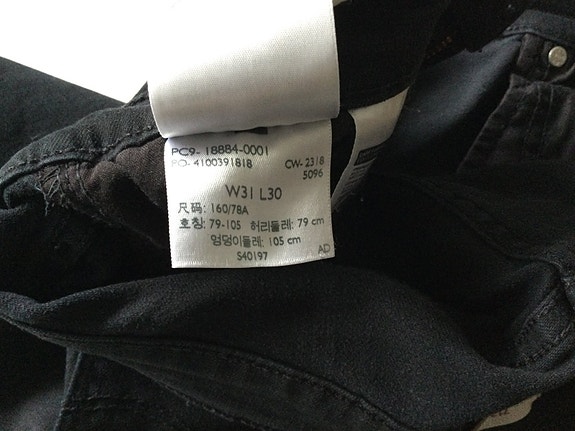 PC9- 18884-0001
PO- 4100391818 CW- 2318
5096
W31 L30
尺码: 160/78A
호칭: 79-105 허리둘레: 79 cm
엉덩이둘레: 105 cm
S40197
AD